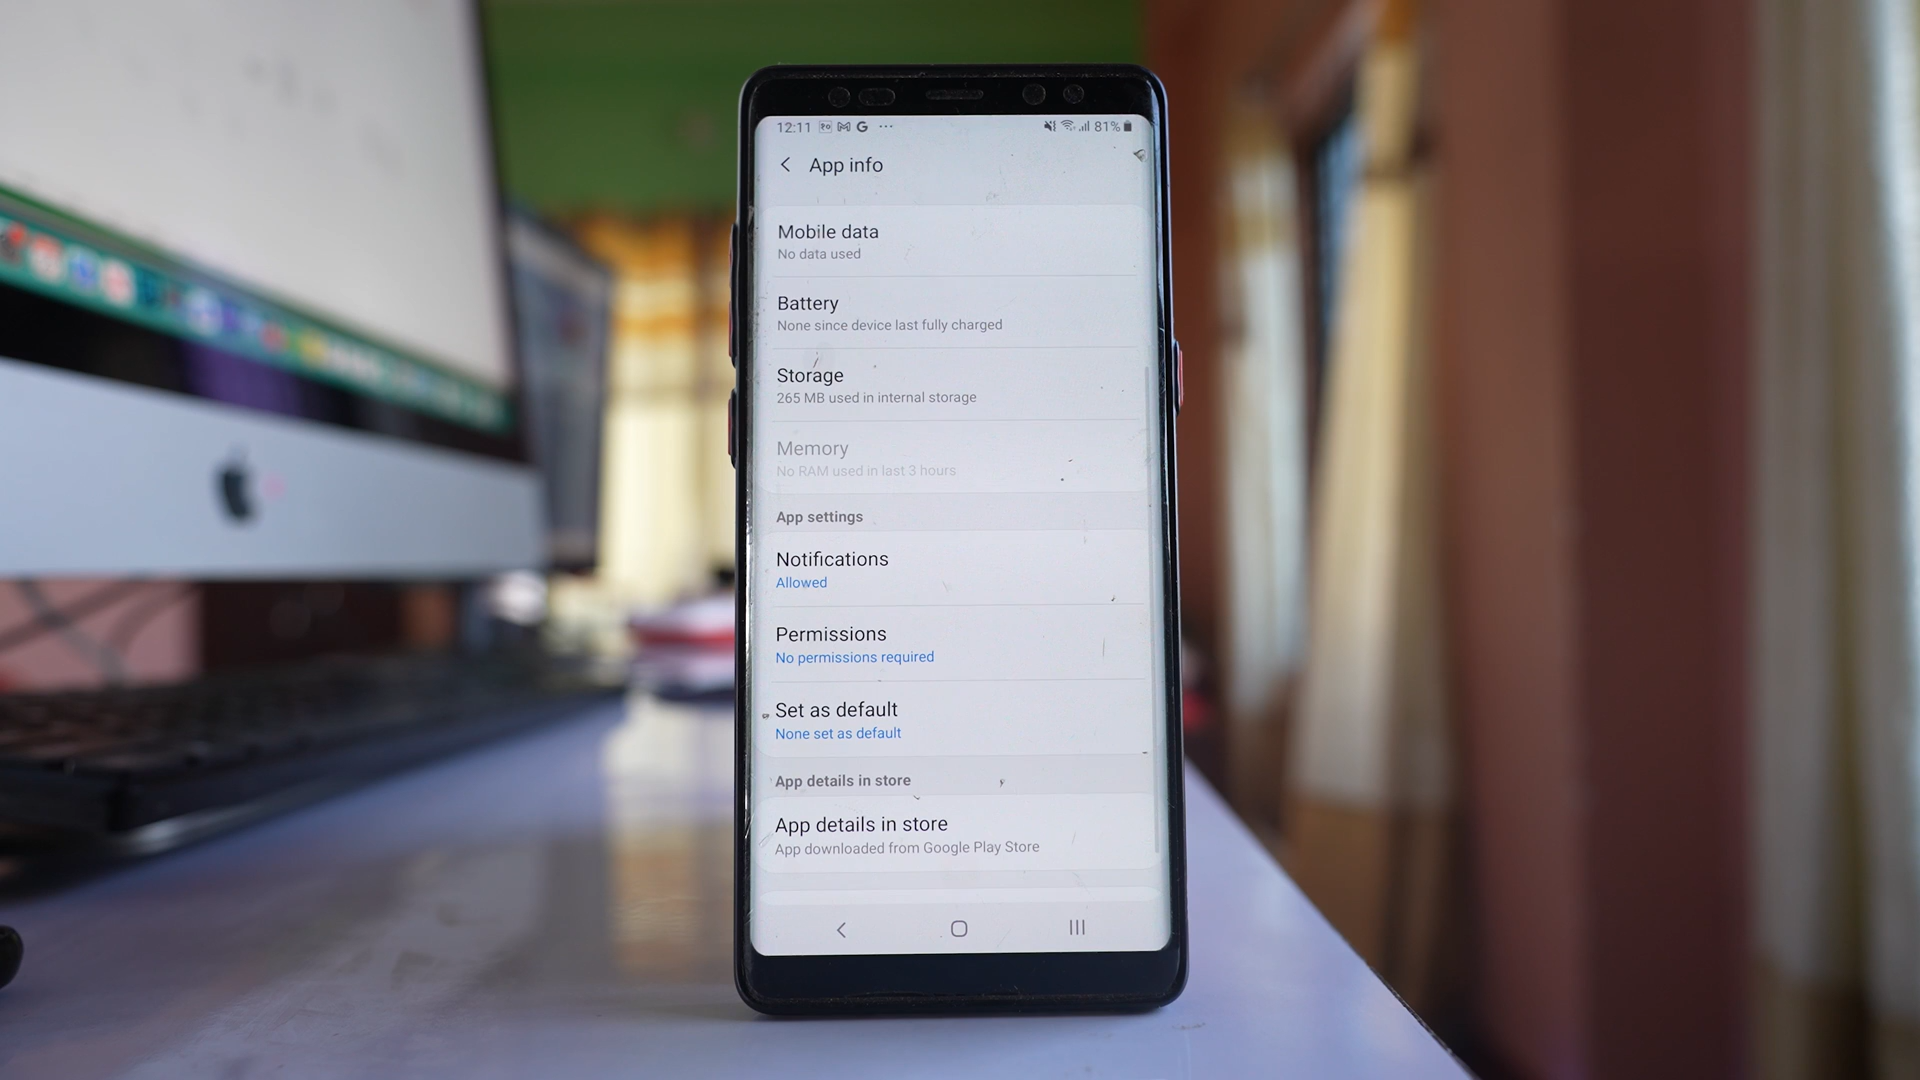 12:11 81%
App info
Mobile data
No data used
Battery
None since device last fully charged
Storage
265 MB used in internal storage
Memory
No RAM used in last 3 hours
App settings
Notifications
Allowed
Permissions
No permissions required
Set as default
None set as default
App details in store
App details in store
App downloaded from Google Play Store